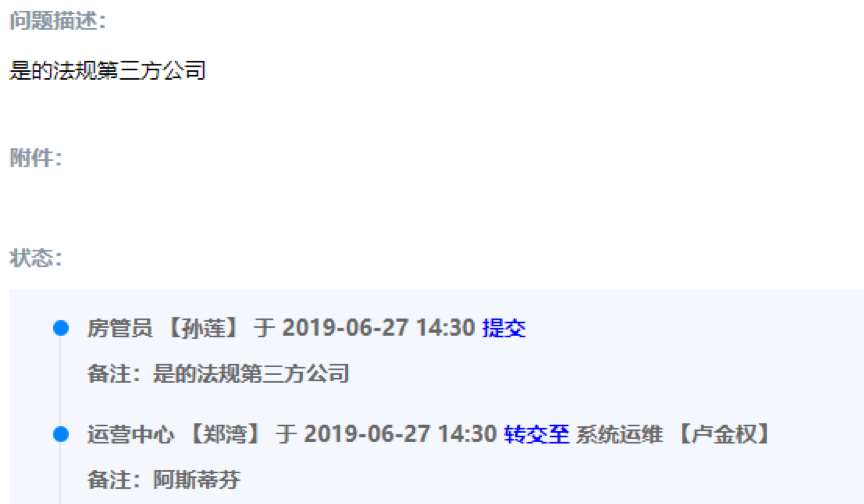 问题描述：
是的法规第三方公司
附件：
状态：
房管员 【孙莲】 于 2019-06-27 14:30 提交
备注：是的法规第三方公司
运营中心 【郑湾】 于 2019-06-27 14:30 转交至 系统运维 【卢金权】
备注：阿斯蒂芬